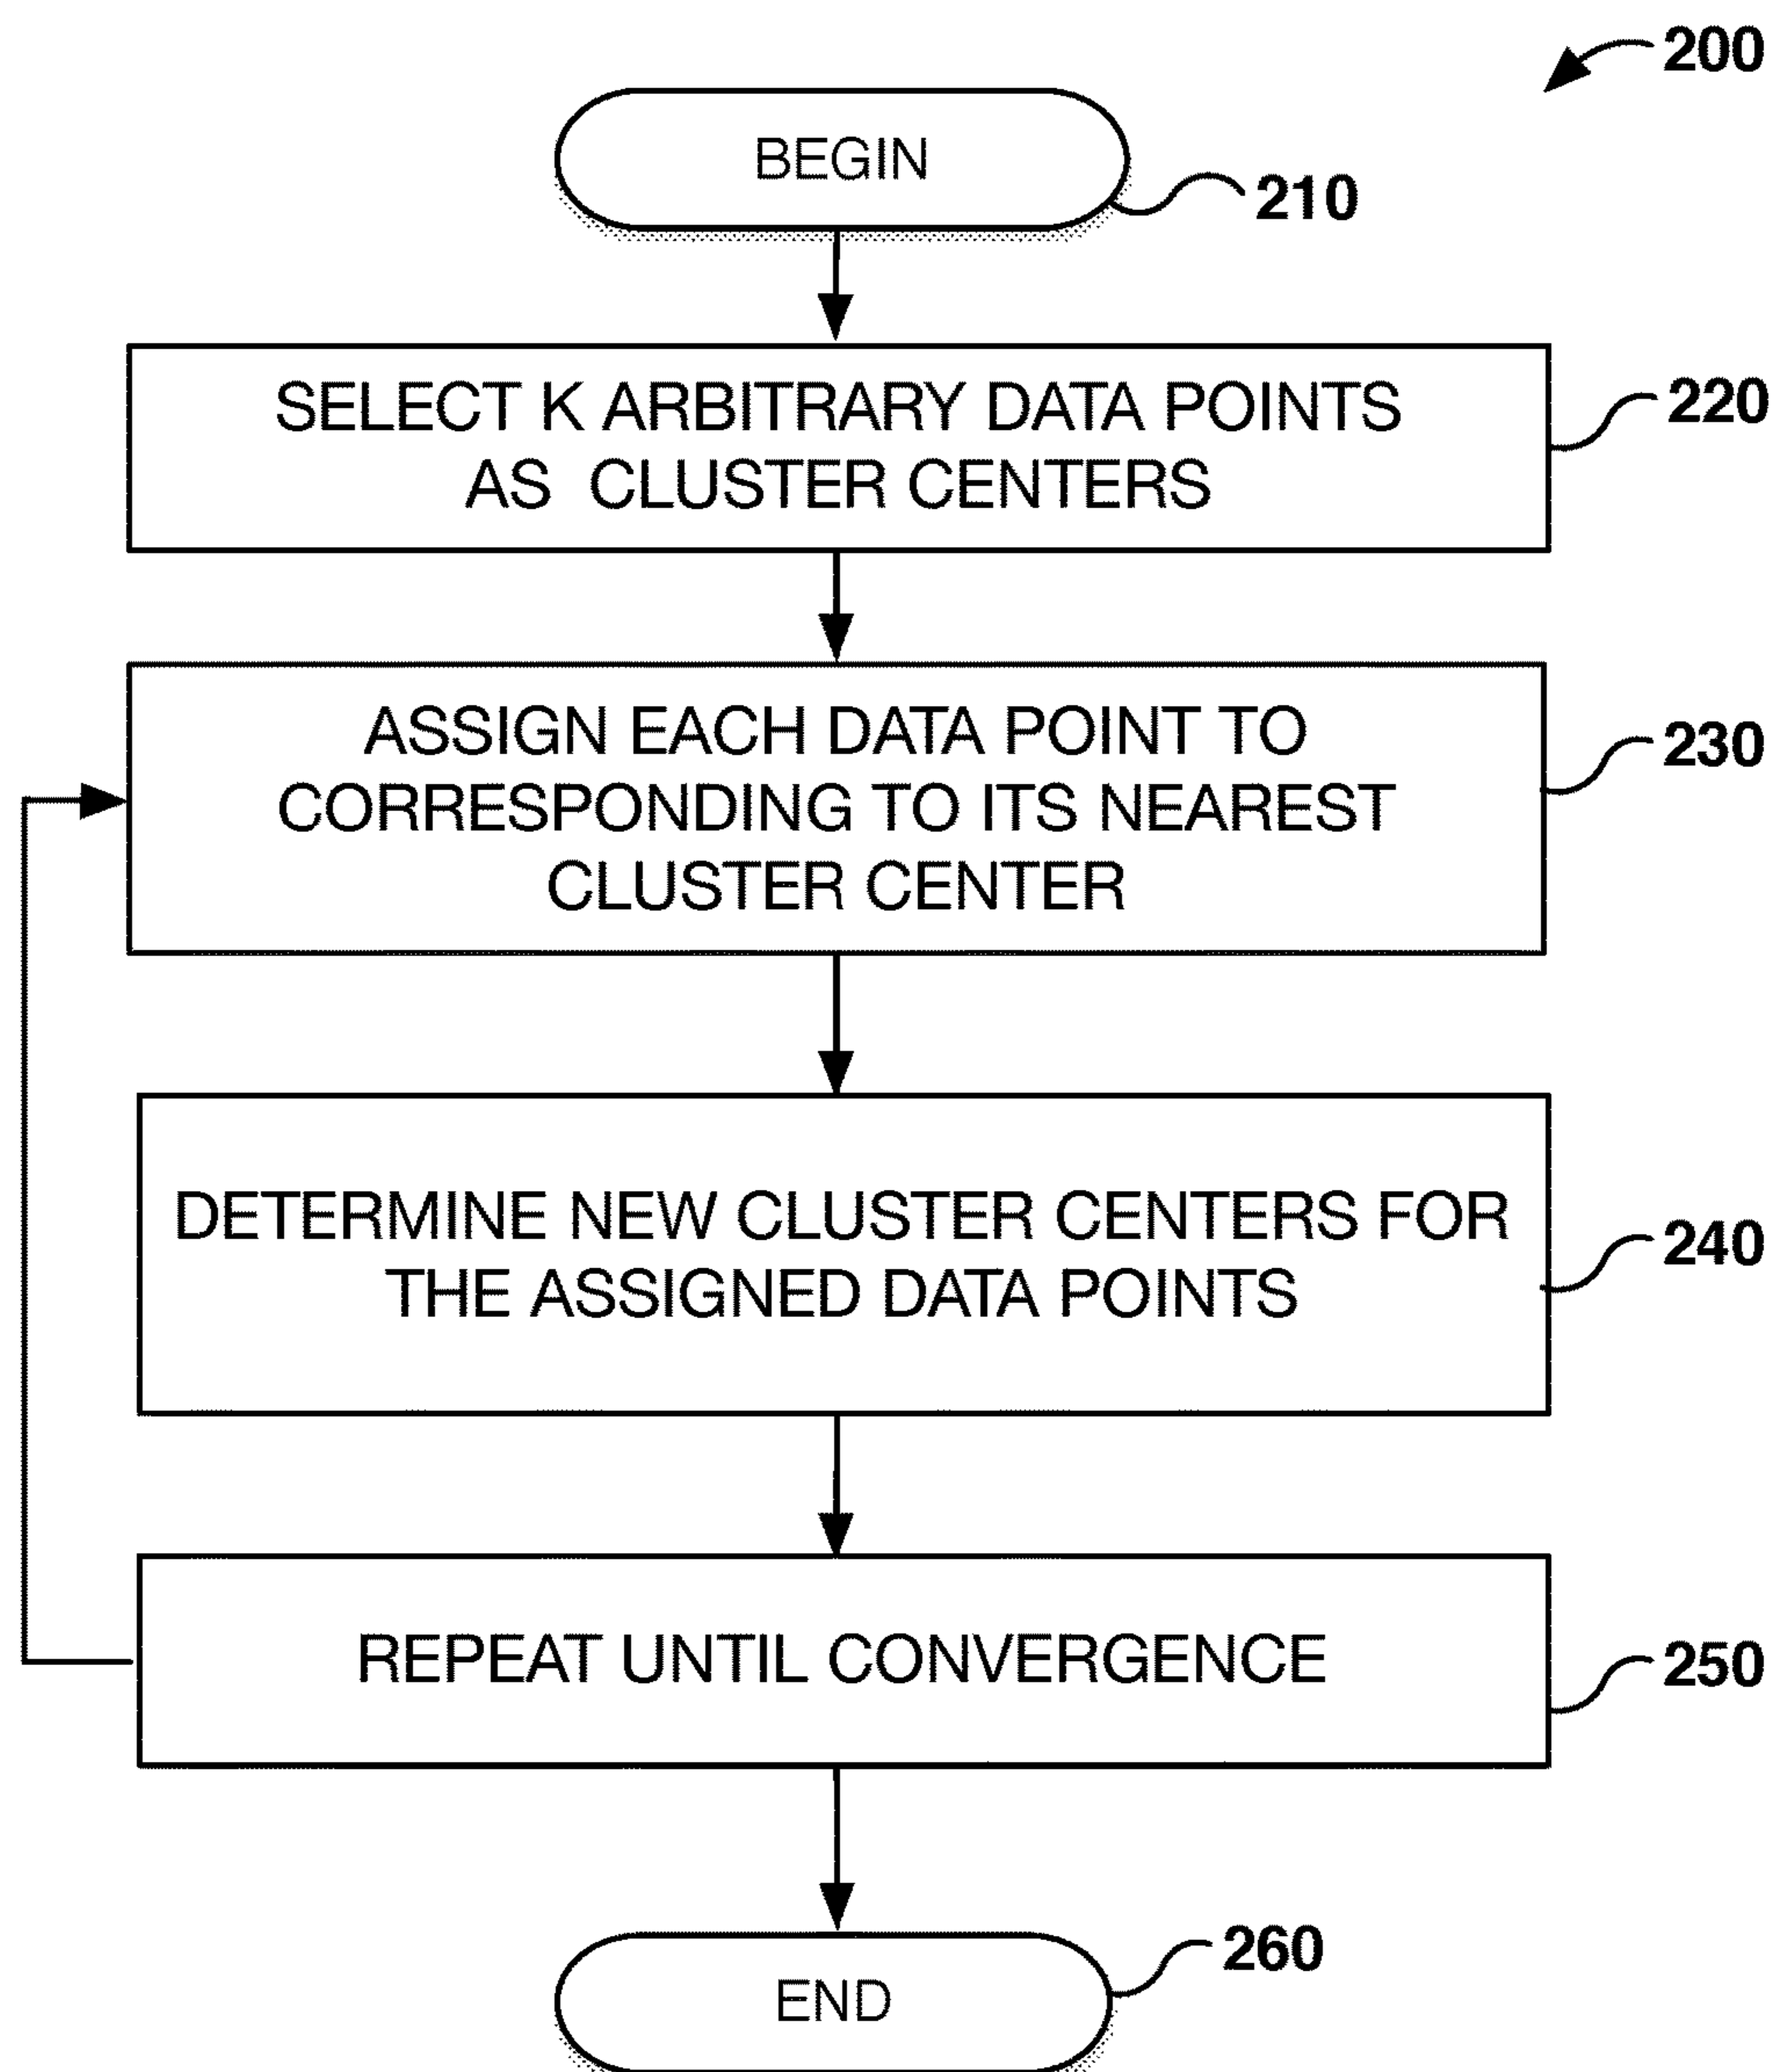 200
BEGIN
210
SELECT K ARBITRARY DATA POINTS
AS CLUSTER CENTERS
220
ASSIGN EACH DATA POINT TO
CORRESPONDING TO ITS NEAREST
CLUSTER CENTER
230
DETERMINE NEW CLUSTER CENTERS FOR
THE ASSIGNED DATA POINTS
240
REPEAT UNTIL CONVERGENCE
250
END
260